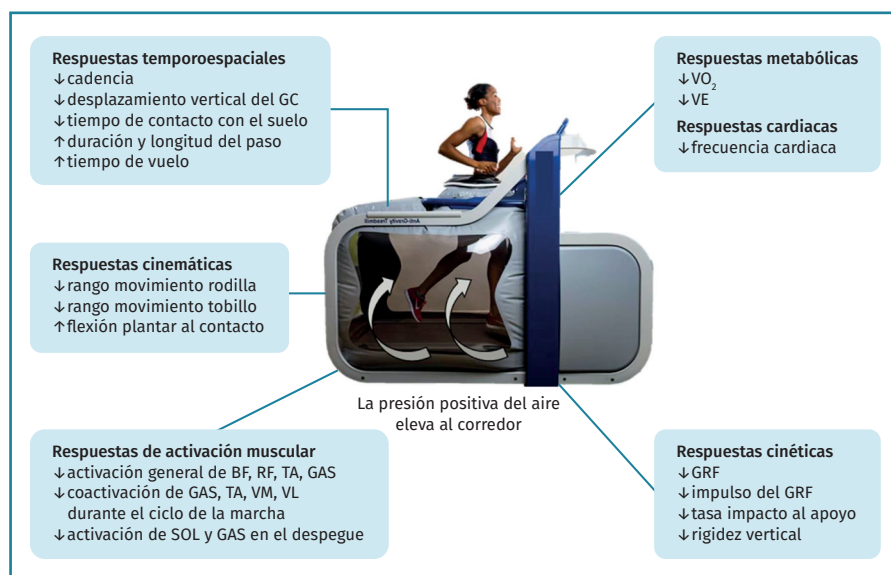 Respuestas temporoespaciales
↓cadencia
↓desplazamiento vertical del GC
↓tiempo de contacto con el suelo
↑duración y longitud del paso
↑tiempo de vuelo
Respuestas metabólicas
↓VO₂
↓VE
Respuestas cardiacas
↓frecuencia cardiaca
Anti-Gravity Treadmill
Respuestas cinemáticas
↓rango movimiento rodilla
↓rango movimiento tobillo
↑flexión plantar al contacto
La presión positiva del aire
eleva al corredor
Respuestas de activación muscular
↓activación general de BF, RF, TA, GAS
↓coactivación de GAS, TA, VM, VL
durante el ciclo de la marcha
↓activación de SOL y GAS en el despegue
Respuestas cinéticas
↓GRF
↓impulso del GRF
↓tasa impacto al apoyo
↓rigidez vertical